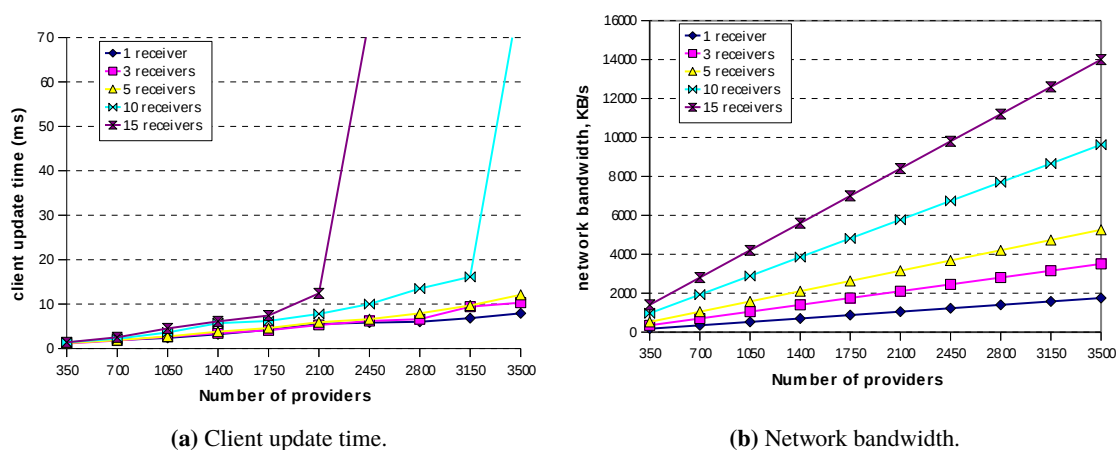 70
60
50
40
30
20
10
0
client update time (ms)
1 receiver
3 receivers
5 receivers
10 receivers
15 receivers
350 700 1050 1400 1750 2100 2450 2800 3150 3500
Number of providers
(a) Client update time.
16000
14000
12000
10000
8000
6000
4000
2000
0
network bandwidth, KB/s
1 receiver
3 receivers
5 receivers
10 receivers
15 receivers
350 700 1050 1400 1750 2100 2450 2800 3150 3500
Number of providers
(b) Network bandwidth.